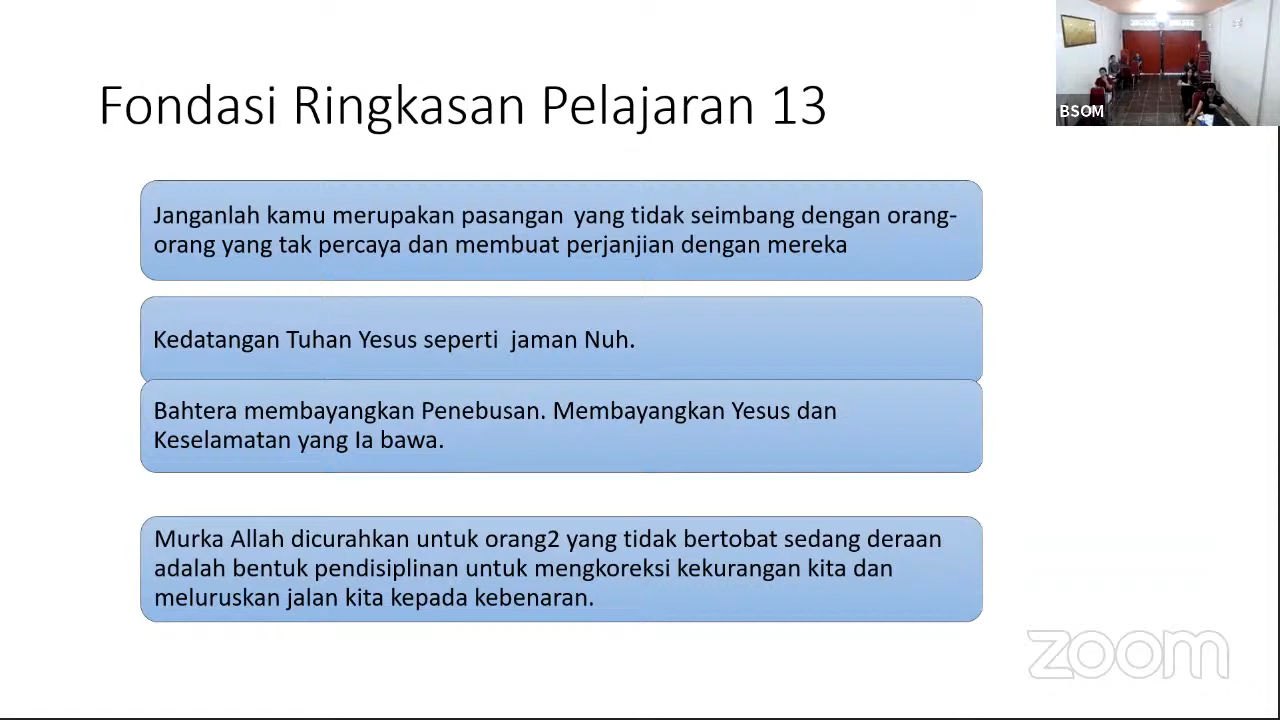 Fondasi Ringkasan Pelajaran 13
BSOM
Janganlah kamu merupakan pasangan yang tidak seimbang dengan orang-
orang yang tak percaya dan membuat perjanjian dengan mereka
Kedatangan Tuhan Yesus seperti jaman Nuh.
Bahtera membayangkan Penebusan. Membayangkan Yesus dan
Keselamatan yang Ia bawa.
Murka Allah dicurahkan untuk orang2 yang tidak bertobat sedang deraan
adalah bentuk pendisiplinan untuk mengkoreksi kekurangan kita dan
meluruskan jalan kita kepada kebenaran.
zoom